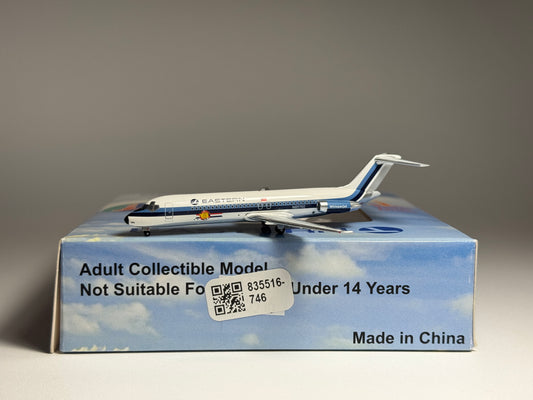 EASTERN
Adult Collectible Model
Not Suitable Fo Under 14 Years
835516-
746
Made in China